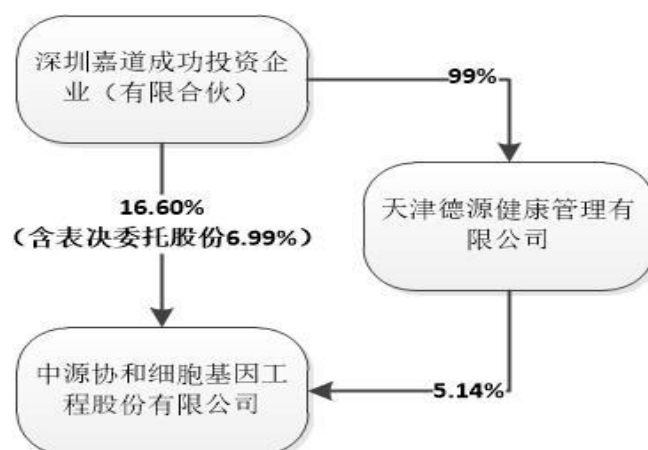 深圳嘉道成功投资企
业（有限合伙）
99%
16.60%
（含表决委托股份6.99%）
天津德源健康管理有
限公司
中源协和细胞基因工
程股份有限公司
5.14%